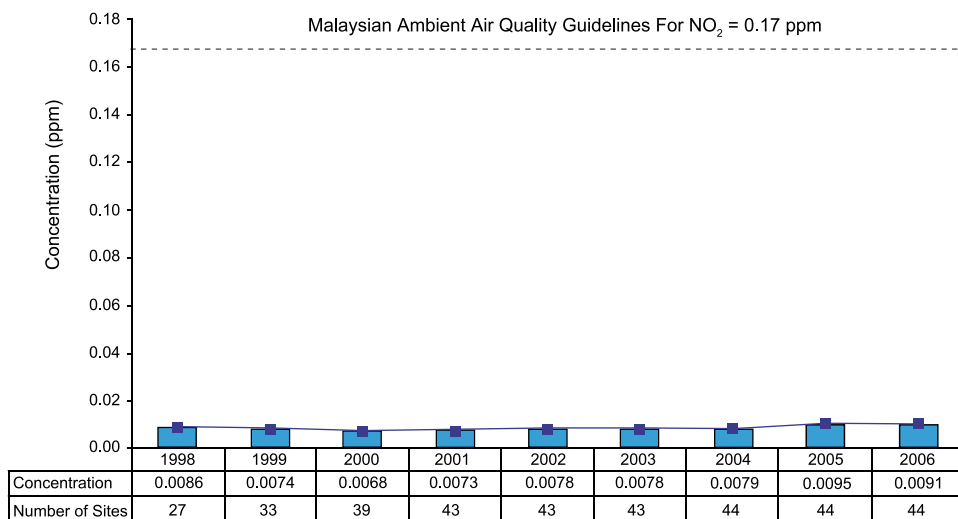 Malaysian Ambient Air Quality Guidelines For NO₂ = 0.17 ppm
Concentration (ppm)
0.18
0.16
0.14
0.12
0.10
0.08
0.06
0.04
0.02
0.00
1998 1999 2000 2001 2002 2003 2004 2005 2006
Concentration 0.0086 0.0074 0.0068 0.0073 0.0078 0.0078 0.0079 0.0095 0.0091
Number of Sites 27 33 39 43 43 43 44 44 44